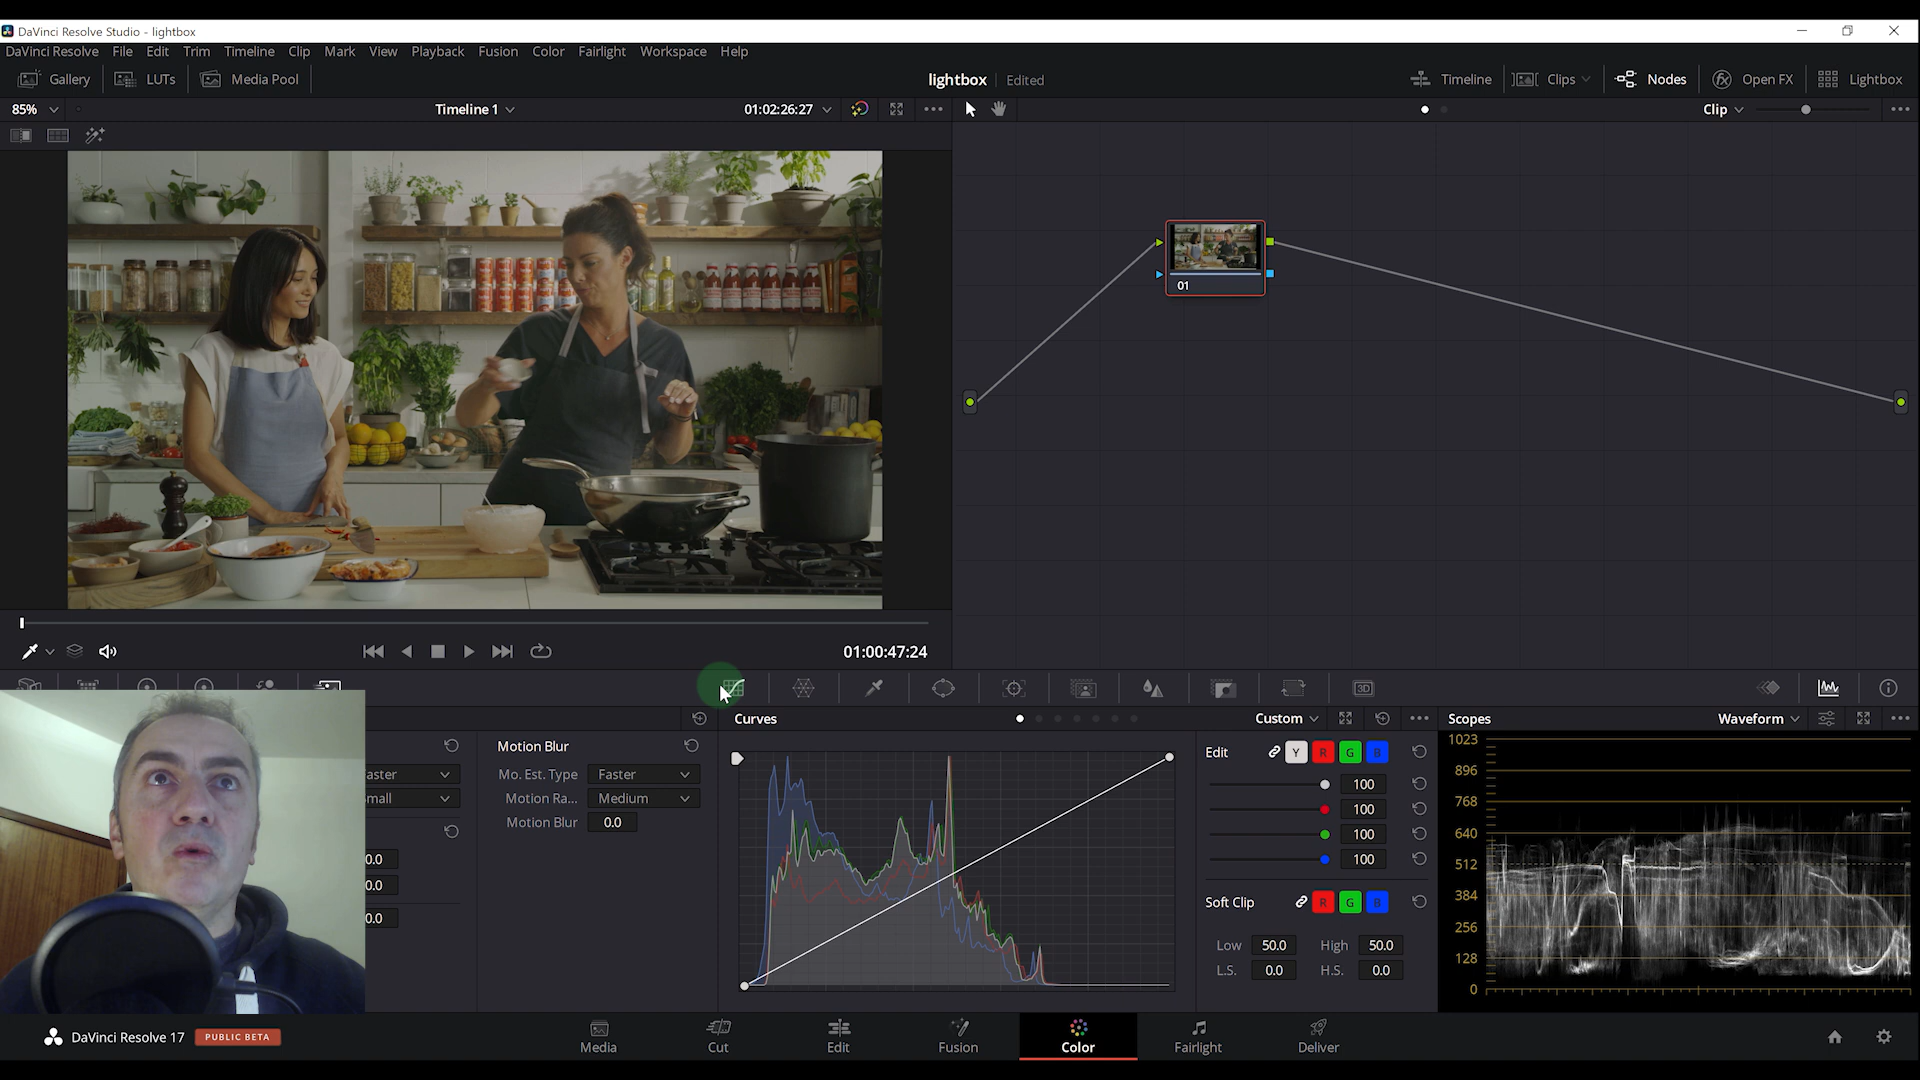 DaVinci Resolve Studio - lightbox
DaVinci Resolve File Edit Trim Timeline Clip Mark View Playback Fusion Color Fairlight Workspace Help
Gallery LUTs Media Pool lightbox Edited Timeline Clips Nodes Open FX Lightbox
85% Timeline 1 01:02:26:27 Clip
01
01:00:47:24
3D
Curves Custom Scopes Waveform
Motion Blur
Mo. Est. Type Faster
Motion Ra... Medium
Motion Blur 0.0
aster
mall
0.0
0.0
0.0
Edit Y R G B
100
100
100
100
Soft Clip R G B
Low 50.0 High 50.0
L.S. 0.0 H.S. 0.0
1023
896
768
640
512
384
256
128
0
DaVinci Resolve 17 PUBLIC BETA
Media Cut Edit Fusion Color Fairlight Deliver